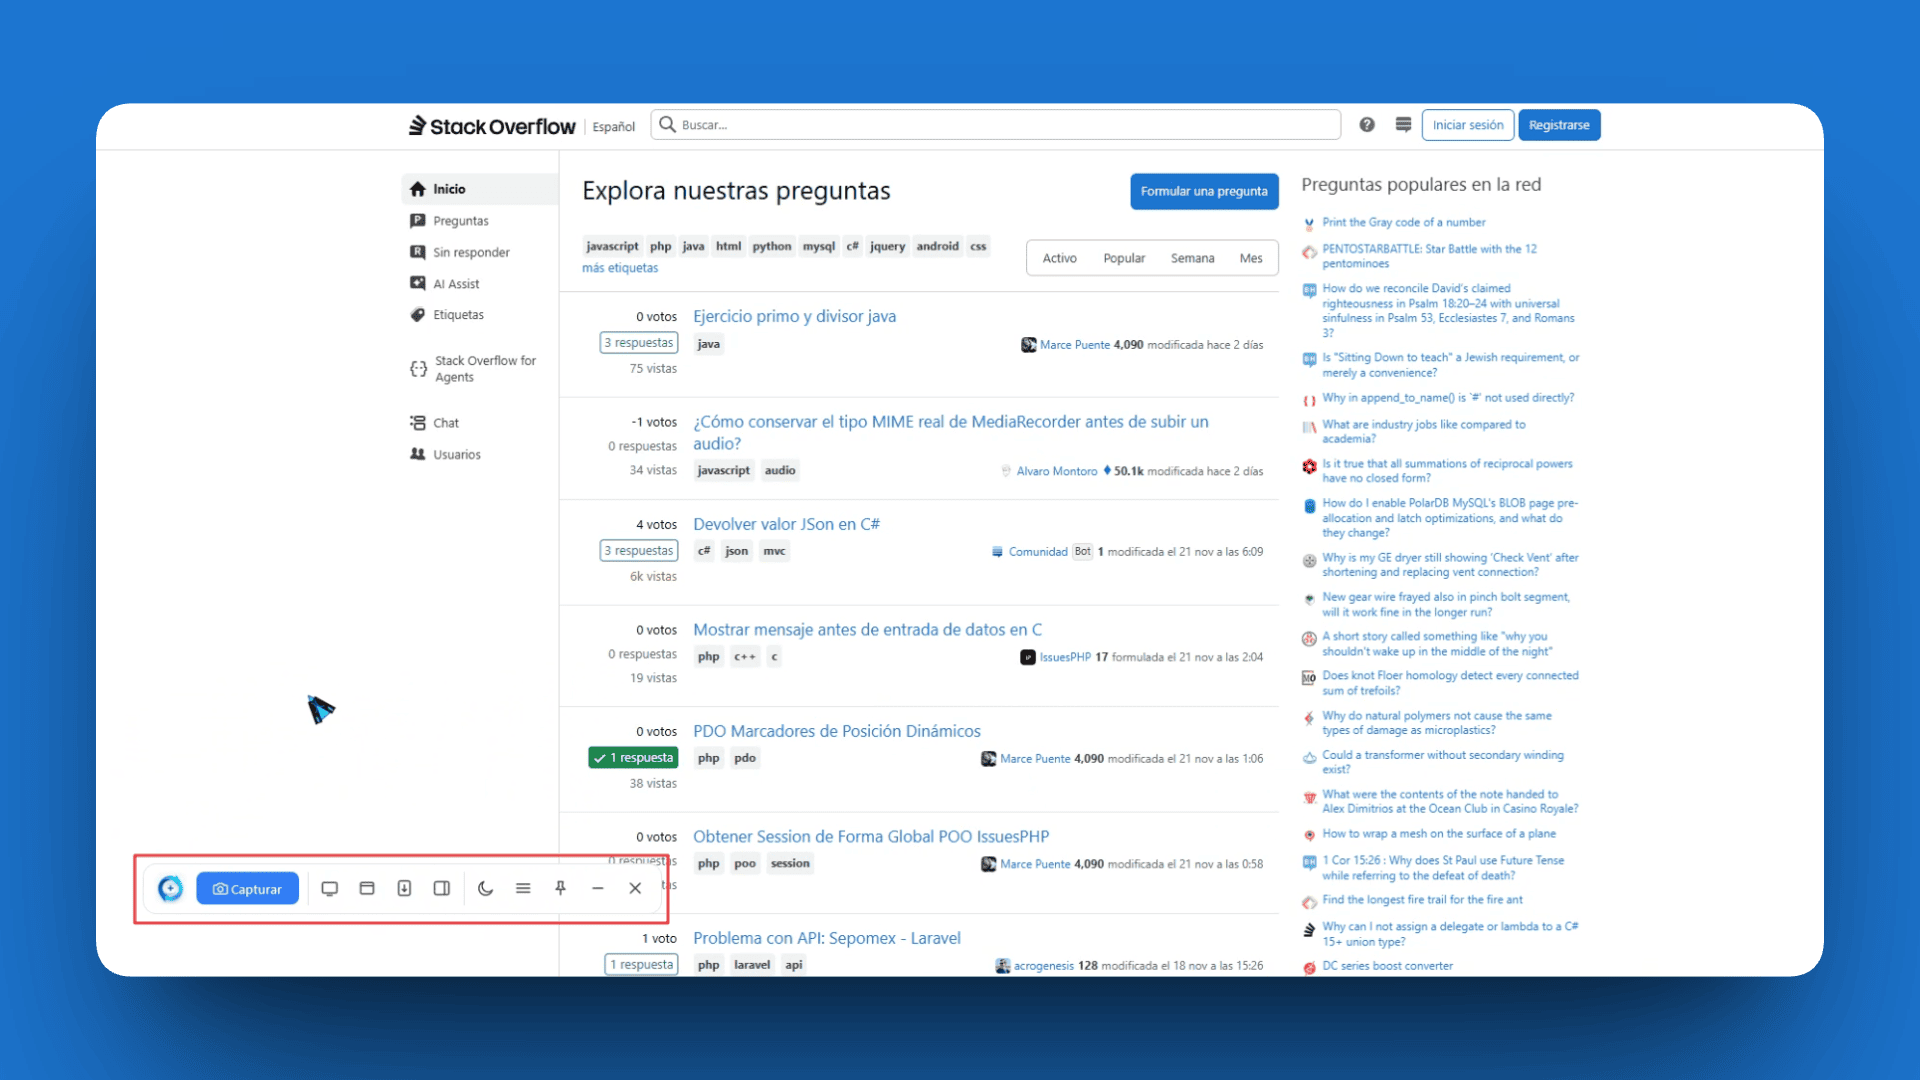 Stack Overflow Español
Buscar...
Iniciar sesión
Registrarse
Inicio
Preguntas
Sin responder
AI Assist
Etiquetas
Stack Overflow for
Agents
Chat
Usuarios
Explora nuestras preguntas
Formular una pregunta
javascript php java html python mysql c# jquery android css
más etiquetas
Activo Popular Semana Mes
0 votos
3 respuestas
75 vistas
Ejercicio primo y divisor java
java
Marce Puente 4,090 modificada hace 2 días
-1 votos
0 respuestas
34 vistas
¿Cómo conservar el tipo MIME real de MediaRecorder antes de subir un
audio?
javascript audio
Alvaro Montoro ♦ 50.1k modificada hace 2 días
4 votos
3 respuestas
6k vistas
Devolver valor JSon en C#
c# json mvc
Comunidad Bot 1 modificada el 21 nov a las 6:09
0 votos
0 respuestas
19 vistas
Mostrar mensaje antes de entrada de datos en C
php c++ c
IssuesPHP 17 formulada el 21 nov a las 2:04
0 votos
1 respuesta
38 vistas
PDO Marcadores de Posición Dinámicos
php pdo
Marce Puente 4,090 modificada el 21 nov a las 1:06
0 votos
0 respuestas
Obtener Session de Forma Global POO IssuesPHP
php poo session
Marce Puente 4,090 modificada el 21 nov a las 0:58
Capturar
1 voto
1 respuesta
Problema con API: Sepomex - Laravel
php laravel api
acrogenesis 128 modificada el 18 nov a las 15:26
Preguntas populares en la red
Print the Gray code of a number
PENTOSTARBATTLE: Star Battle with the 12
pentominoes
How do we reconcile David's claimed
righteousness in Psalm 18:20–24 with universal
sinfulness in Psalm 53, Ecclesiastes 7, and Romans
3?
Is "Sitting Down to teach" a Jewish requirement, or
merely a convenience?
Why in append_to_name() is `#' not used directly?
What are industry jobs like compared to
academia?
Is it true that all summations of reciprocal powers
have no closed form?
How do I enable PolarDB MySQL's BLOB page pre-
allocation and latch optimizations, and what do
they change?
Why is my GE dryer still showing 'Check Vent' after
shortening and replacing vent connection?
New gear wire frayed also in pinch bolt segment,
will it work fine in the longer run?
A short story called something like "why you
shouldn't wake up in the middle of the night"
Does knot Floer homology detect every connected
sum of trefoils?
Why do natural polymers not cause the same
types of damage as microplastics?
Could a transformer without secondary winding
exist?
What were the contents of the note handed to
Alex Dimitrios at the Ocean Club in Casino Royale?
How to wrap a mesh on the surface of a plane
1 Cor 15:26 : Why does St Paul use Future Tense
while referring to the defeat of death?
Find the longest fire trail for the fire ant
Why can I not assign a delegate or lambda to a C#
15+ union type?
DC series boost converter